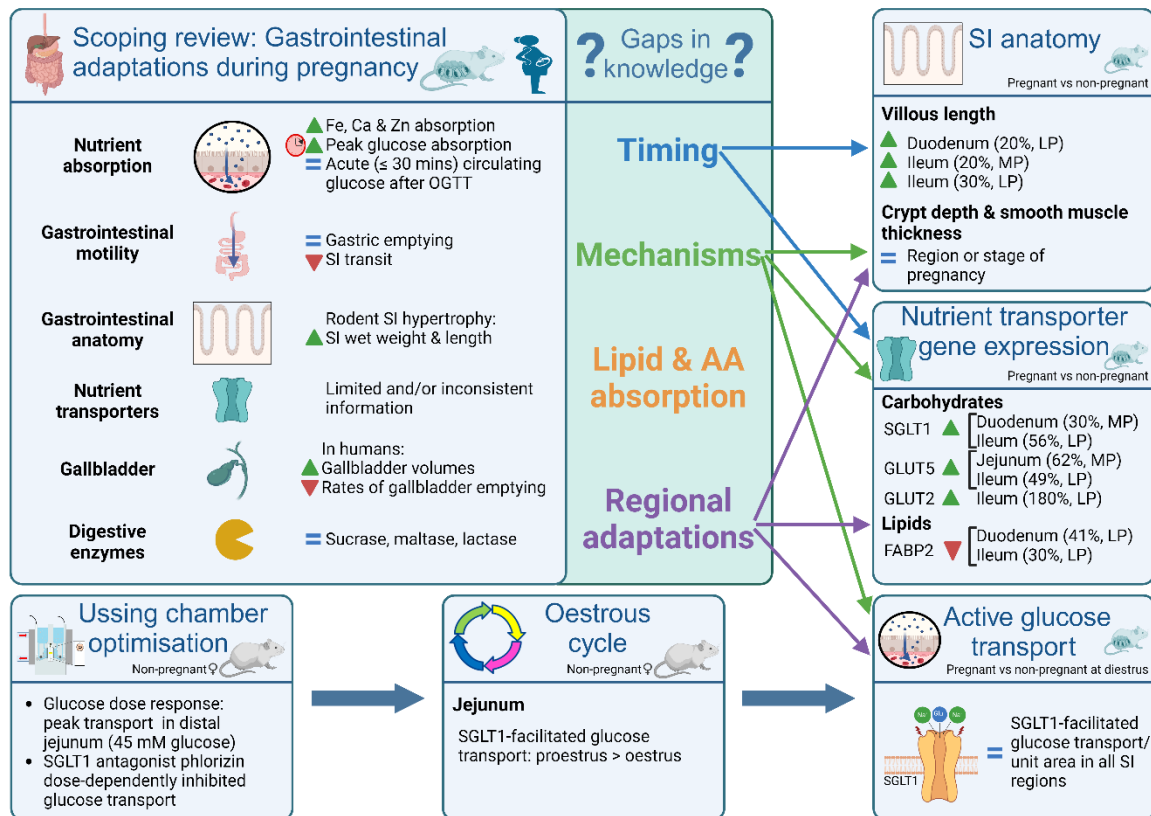 Scoping review: Gastrointestinal
adaptations during pregnancy
Nutrient
absorption
Fe, Ca & Zn absorption
Peak glucose absorption
= Acute (≤ 30 mins) circulating
glucose after OGTT
Gastrointestinal
motility
= Gastric emptying
SI transit
Gastrointestinal
anatomy
Rodent SI hypertrophy:
SI wet weight & length
Nutrient
transporters
Limited and/or inconsistent
information
Gallbladder
In humans:
Gallbladder volumes
Rates of gallbladder emptying
Digestive
enzymes
= Sucrase, maltase, lactase
? Gaps in ?
knowledge
Timing
Mechanisms
Lipid & AA
absorption
Regional
adaptations
SI anatomy
Pregnant vs non-pregnant
Villous length
Duodenum (20%, LP)
Ileum (20%, MP)
Ileum (30%, LP)
Crypt depth & smooth muscle
thickness
= Region or stage of
pregnancy
Nutrient transporter
gene expression
Pregnant vs non-pregnant
Carbohydrates
SGLT1 [Duodenum (30%, MP)
Ileum (56%, LP)
GLUT5 [Jejunum (62%, MP)
Ileum (49%, LP)
GLUT2 Ileum (180%, LP)
Lipids
FABP2 [Duodenum (41%, LP)
Ileum (30%, LP)
Ussing chamber
optimisation
Non-pregnant♀
• Glucose dose response:
peak transport in distal
jejunum (45 mM glucose)
• SGLT1 antagonist phlorizin
dose-dependently inhibited
glucose transport
Oestrous
cycle
Non-pregnant♀
Jejunum
SGLT1-facilitated glucose
transport: proestrus > oestrus
Active glucose
transport
Pregnant vs non-pregnant at diestrus
Na Glu Na
SGLT1
= SGLT1-facilitated
glucose transport/
unit area in all SI
regions